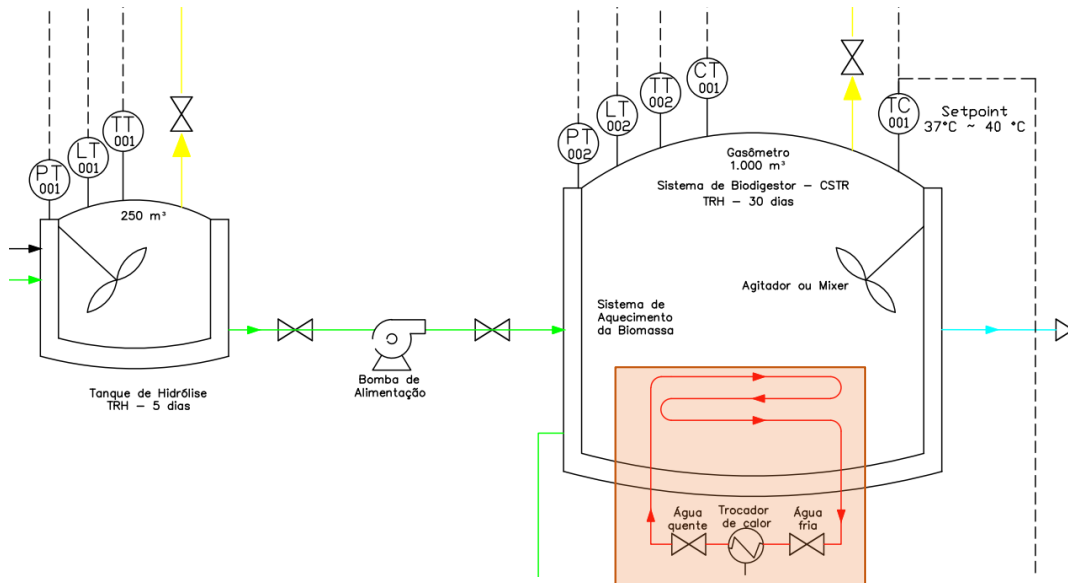 PT
001
LT
001
TT
001
250 m³
Tanque de Hidrólise
TRH – 5 dias
Bomba de
Alimentação
PT
002
LT
002
TT
002
CT
001
TC
001
Setpoint
37°C ~ 40 °C
Gasômetro
1.000 m³
Sistema de Biodigestor – CSTR
TRH – 30 dias
Agitador ou Mixer
Sistema de
Aquecimento
da Biomassa
Água
quente
Trocador
de calor
Água
fria